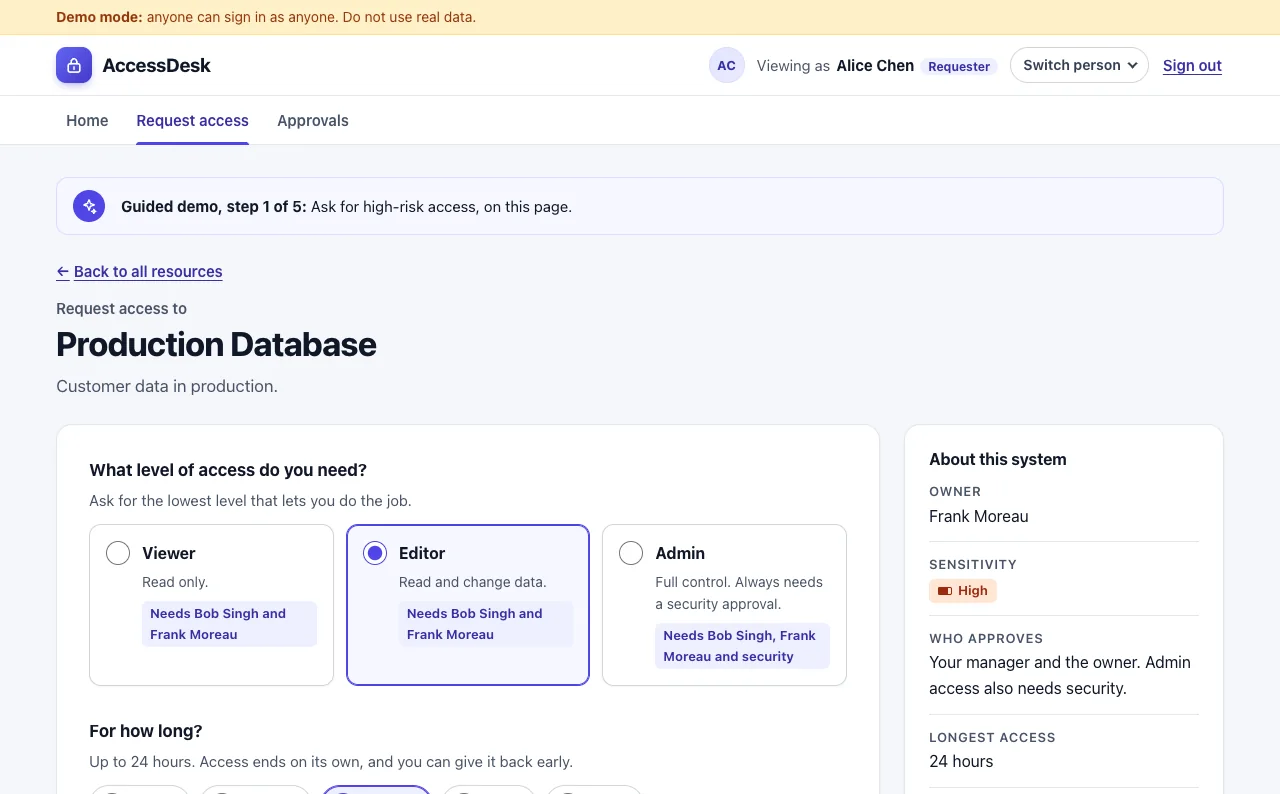 Demo mode: anyone can sign in as anyone. Do not use real data.
AccessDesk
AC Viewing as Alice Chen Requester Switch person Sign out
Home Request access Approvals
Guided demo, step 1 of 5: Ask for high-risk access, on this page.
← Back to all resources
Request access to
Production Database
Customer data in production.
What level of access do you need?
Ask for the lowest level that lets you do the job.
Viewer
Read only.
Needs Bob Singh and
Frank Moreau
Editor
Read and change data.
Needs Bob Singh and
Frank Moreau
Admin
Full control. Always needs
a security approval.
Needs Bob Singh, Frank
Moreau and security
For how long?
Up to 24 hours. Access ends on its own, and you can give it back early.
About this system
OWNER
Frank Moreau
SENSITIVITY
High
WHO APPROVES
Your manager and the owner. Admin
access also needs security.
LONGEST ACCESS
24 hours